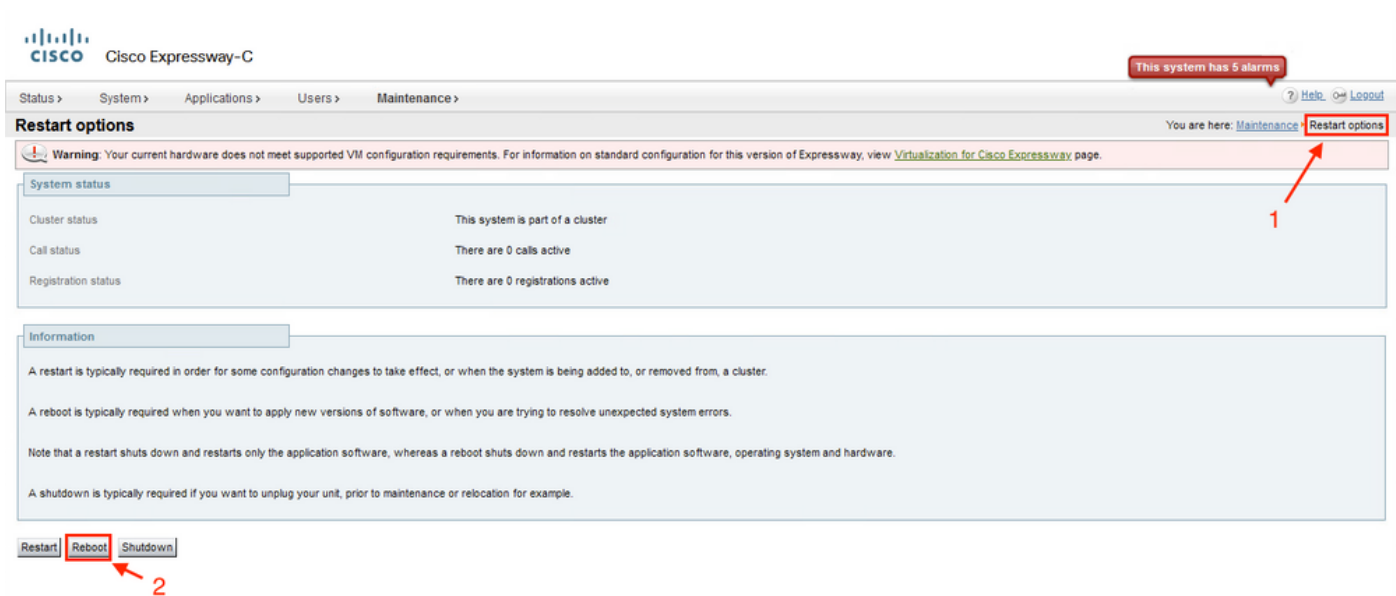 CISCO Cisco Expressway-C
This system has 5 alarms
Status > System > Applications > Users > Maintenance > ? Help Logout
Restart options You are here: Maintenance Restart options
Warning: Your current hardware does not meet supported VM configuration requirements. For information on standard configuration for this version of Expressway, view Virtualization for Cisco Expressway page.
1
System status
Cluster status This system is part of a cluster
Call status There are 0 calls active
Registration status There are 0 registrations active
Information
A restart is typically required in order for some configuration changes to take effect, or when the system is being added to, or removed from, a cluster.
A reboot is typically required when you want to apply new versions of software, or when you are trying to resolve unexpected system errors.
Note that a restart shuts down and restarts only the application software, whereas a reboot shuts down and restarts the application software, operating system and hardware.
A shutdown is typically required if you want to unplug your unit, prior to maintenance or relocation for example.
Restart Reboot Shutdown
2